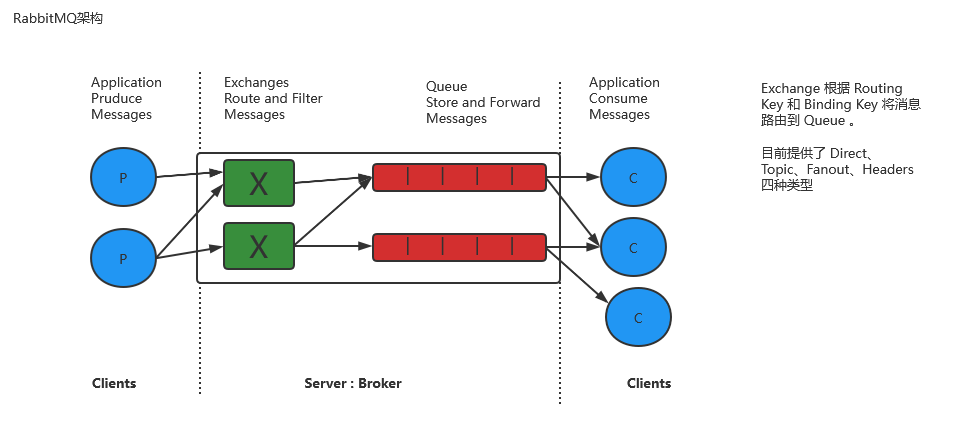 RabbitMQ架构
Application
Pruduce
Messages
Exchanges
Route and Filter
Messages
Queue
Store and Forward
Messages
Application
Consume
Messages
Exchange 根据 Routing
Key 和 Binding Key 将消息
路由到 Queue 。
目前提供了 Direct、
Topic、Fanout、Headers
四种类型
P
X
C
P
X
C
C
Clients
Server : Broker
Clients